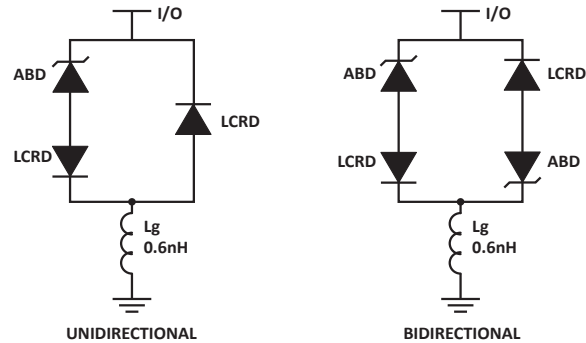 I/O
ABD
LCRD
LCRD
Lg
0.6nH
UNIDIRECTIONAL
I/O
ABD
LCRD
LCRD
ABD
Lg
0.6nH
BIDIRECTIONAL